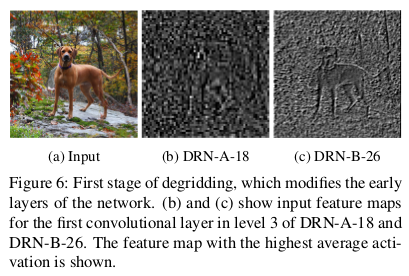 (a) Input (b) DRN-A-18 (c) DRN-B-26
Figure 6: First stage of degridding, which modifies the early
layers of the network. (b) and (c) show input feature maps
for the first convolutional layer in level 3 of DRN-A-18 and
DRN-B-26. The feature map with the highest average acti-
vation is shown.